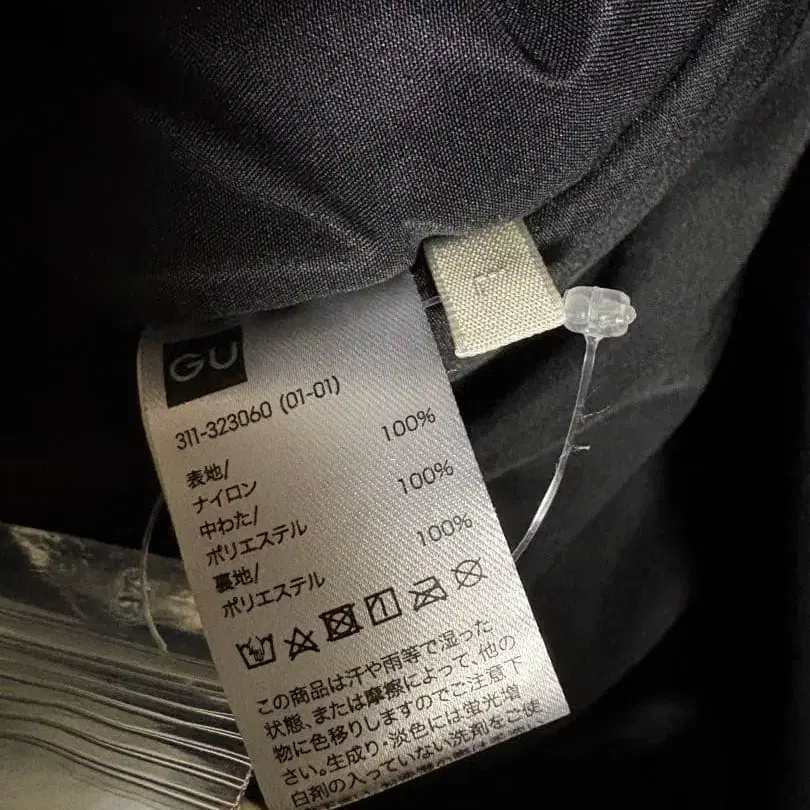 F
GU
311-323060 (01-01)
表地/
ナイロン 100%
中わた/
ポリエステル 100%
裏地/
ポリエステル 100%
この商品は汗や雨等で湿った
状態、または摩擦によって、他の
物に色移りしますのでご注意下
さい。生成り・淡色には蛍光増
白剤の入っていない洗剤をご使